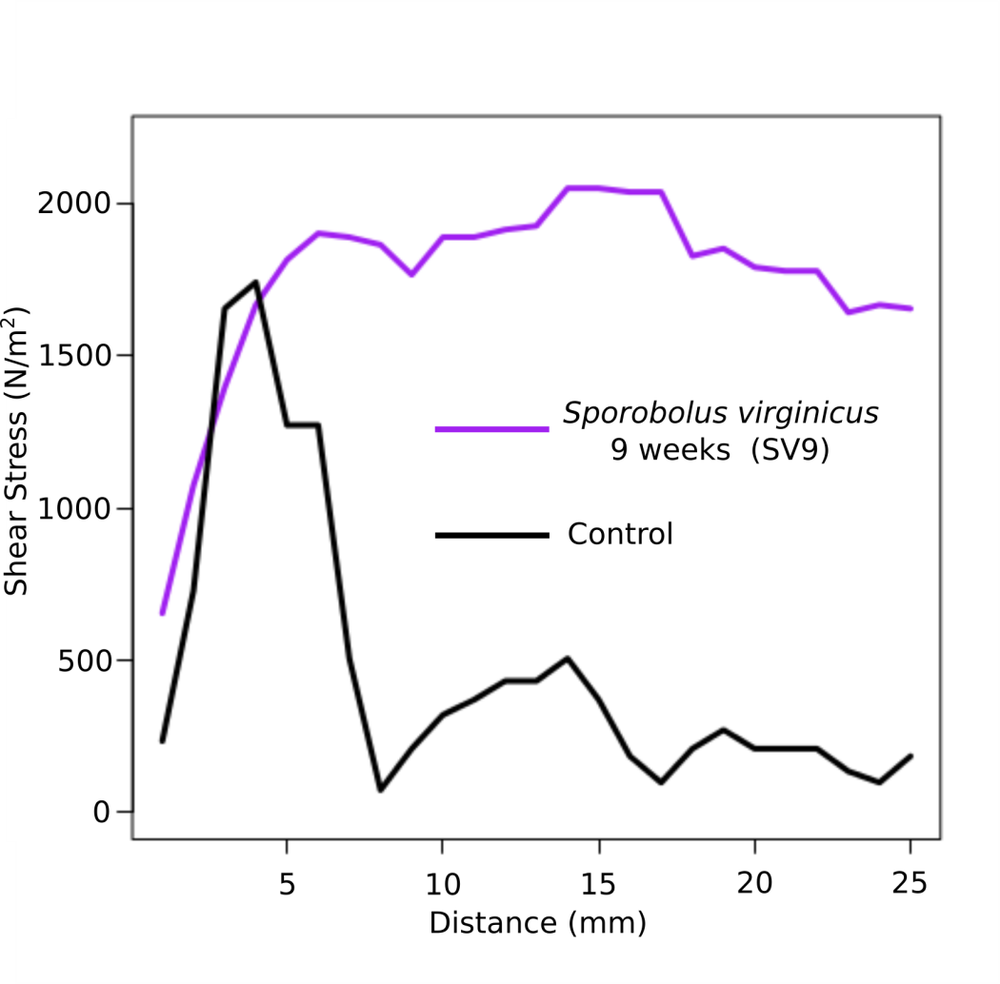 2000
1500
1000
500
0
Shear Stress (N/m²)
Sporobolus virginicus
9 weeks (SV9)
Control
5 10 15 20 25
Distance (mm)